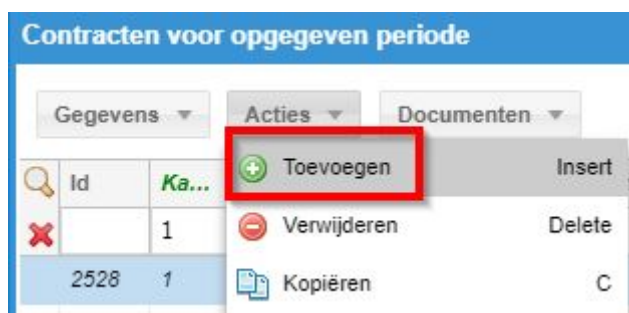 Contracten voor opgegeven periode
Gegevens Acties Documenten
Toevoegen Insert
Id Ka...
Verwijderen Delete
1
2528 1 Kopiëren C